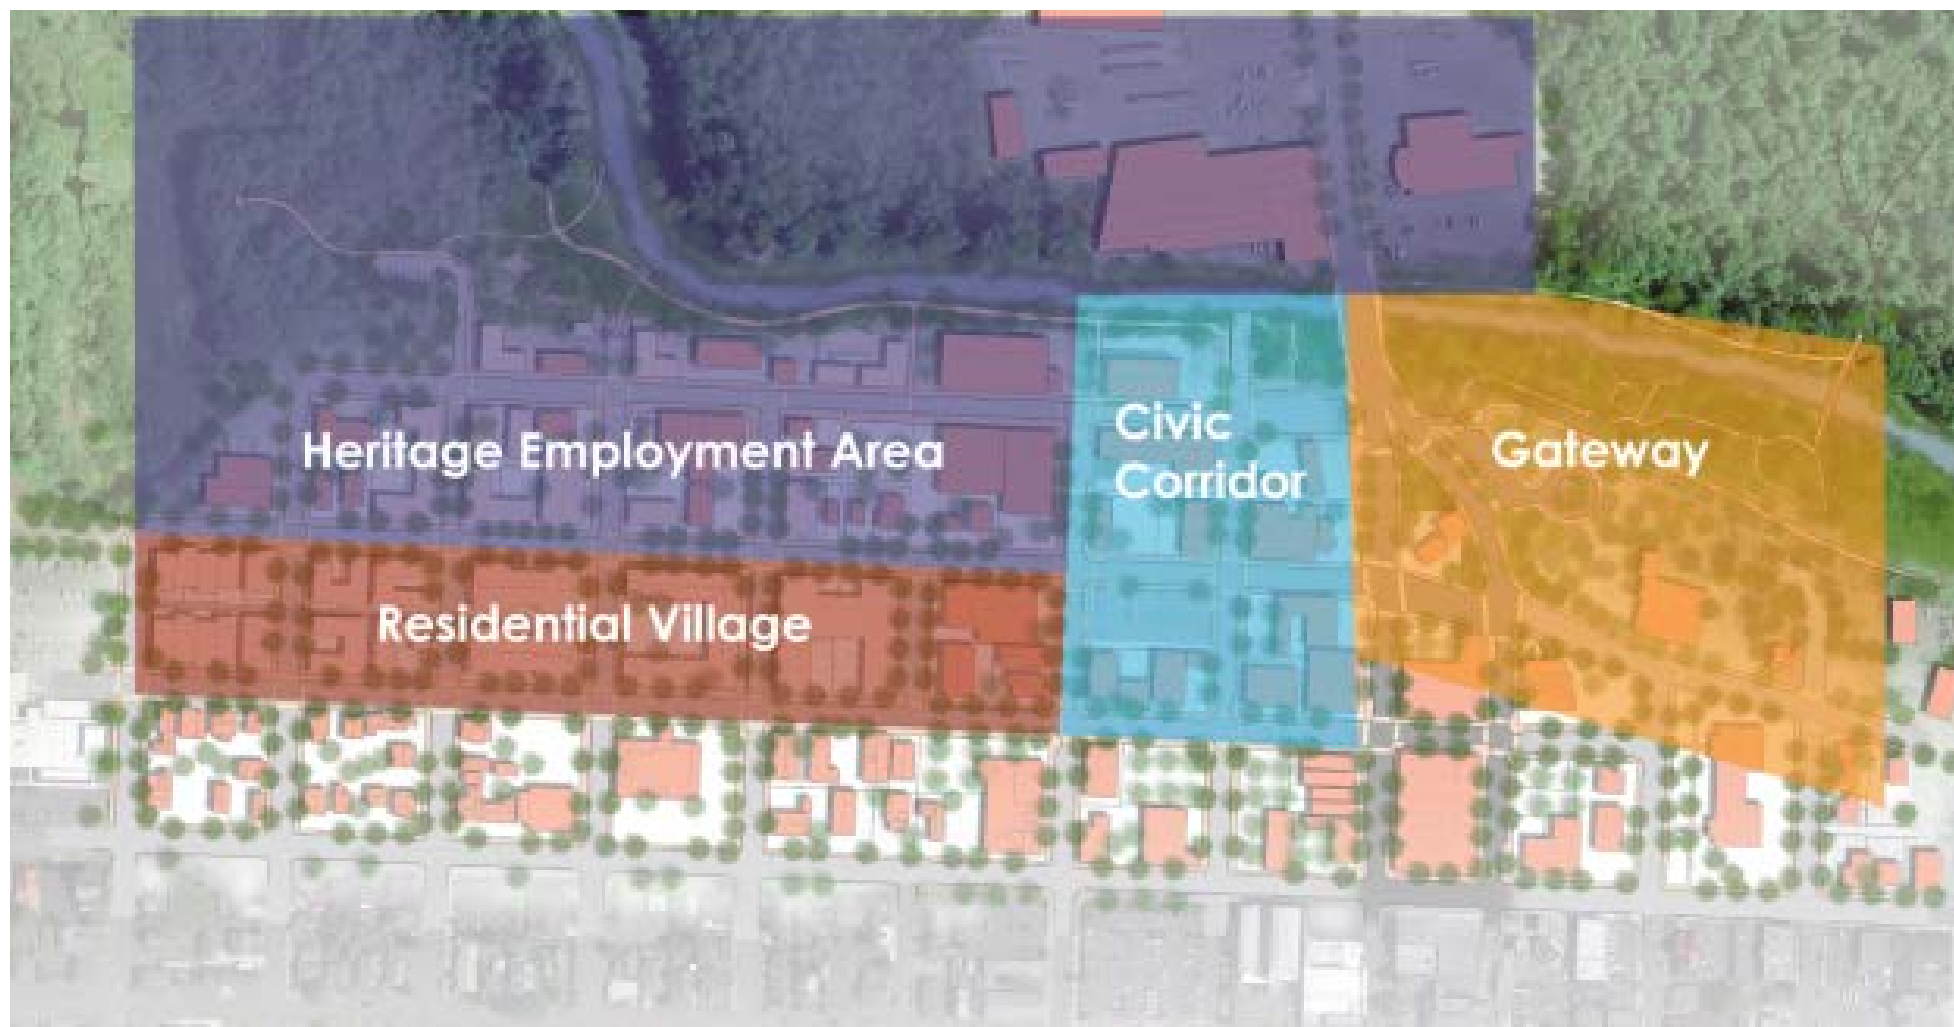 Heritage Employment Area
Civic
Corridor
Gateway
Residential Village